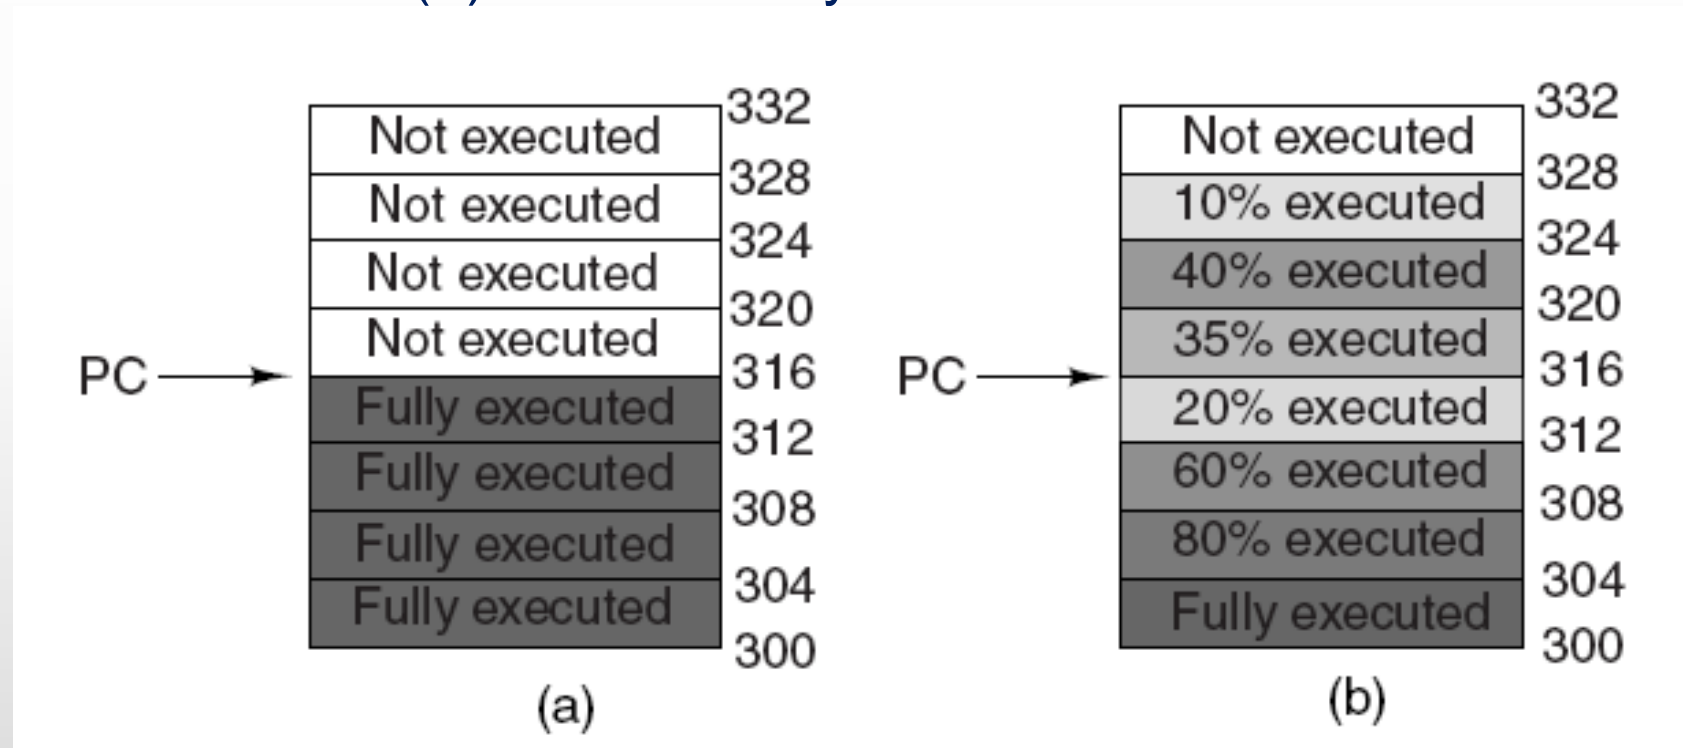 332
Not executed
328
Not executed
324
Not executed
320
Not executed
PC
316
Fully executed
312
Fully executed
308
Fully executed
304
Fully executed
300
(a)
332
Not executed
328
10% executed
324
40% executed
320
35% executed
PC
316
20% executed
312
60% executed
308
80% executed
304
Fully executed
300
(b)